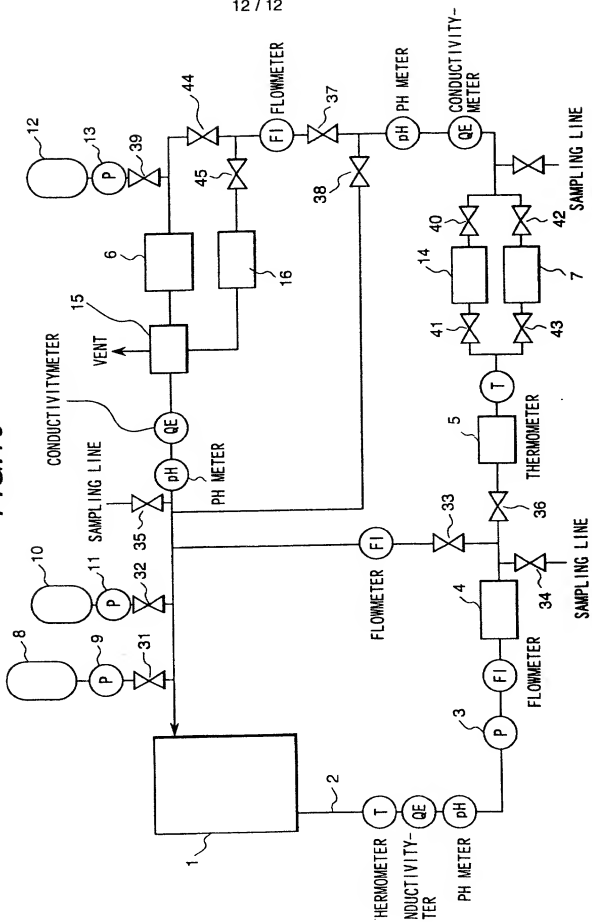 12 / 12
12
13
P
39
44
FLOWMETER
FI
37
PH METER
pH
CONDUCTIVITY-
METER
QE
SAMPLING LINE
6
45
38
40
42
16
14
7
15
VENT
41
43
CONDUCTIVITYMETER
QE
pH
PH METER
T
THERMOMETER
5
SAMPLING LINE
35
36
33
FI
FLOWMETER
10
11
P
32
4
34
SAMPLING LINE
8
9
P
31
FI
FLOWMETER
3
P
1
2
T
QE
pH
HERMOMETER
NDUCTIVITY-
TER
PH METER